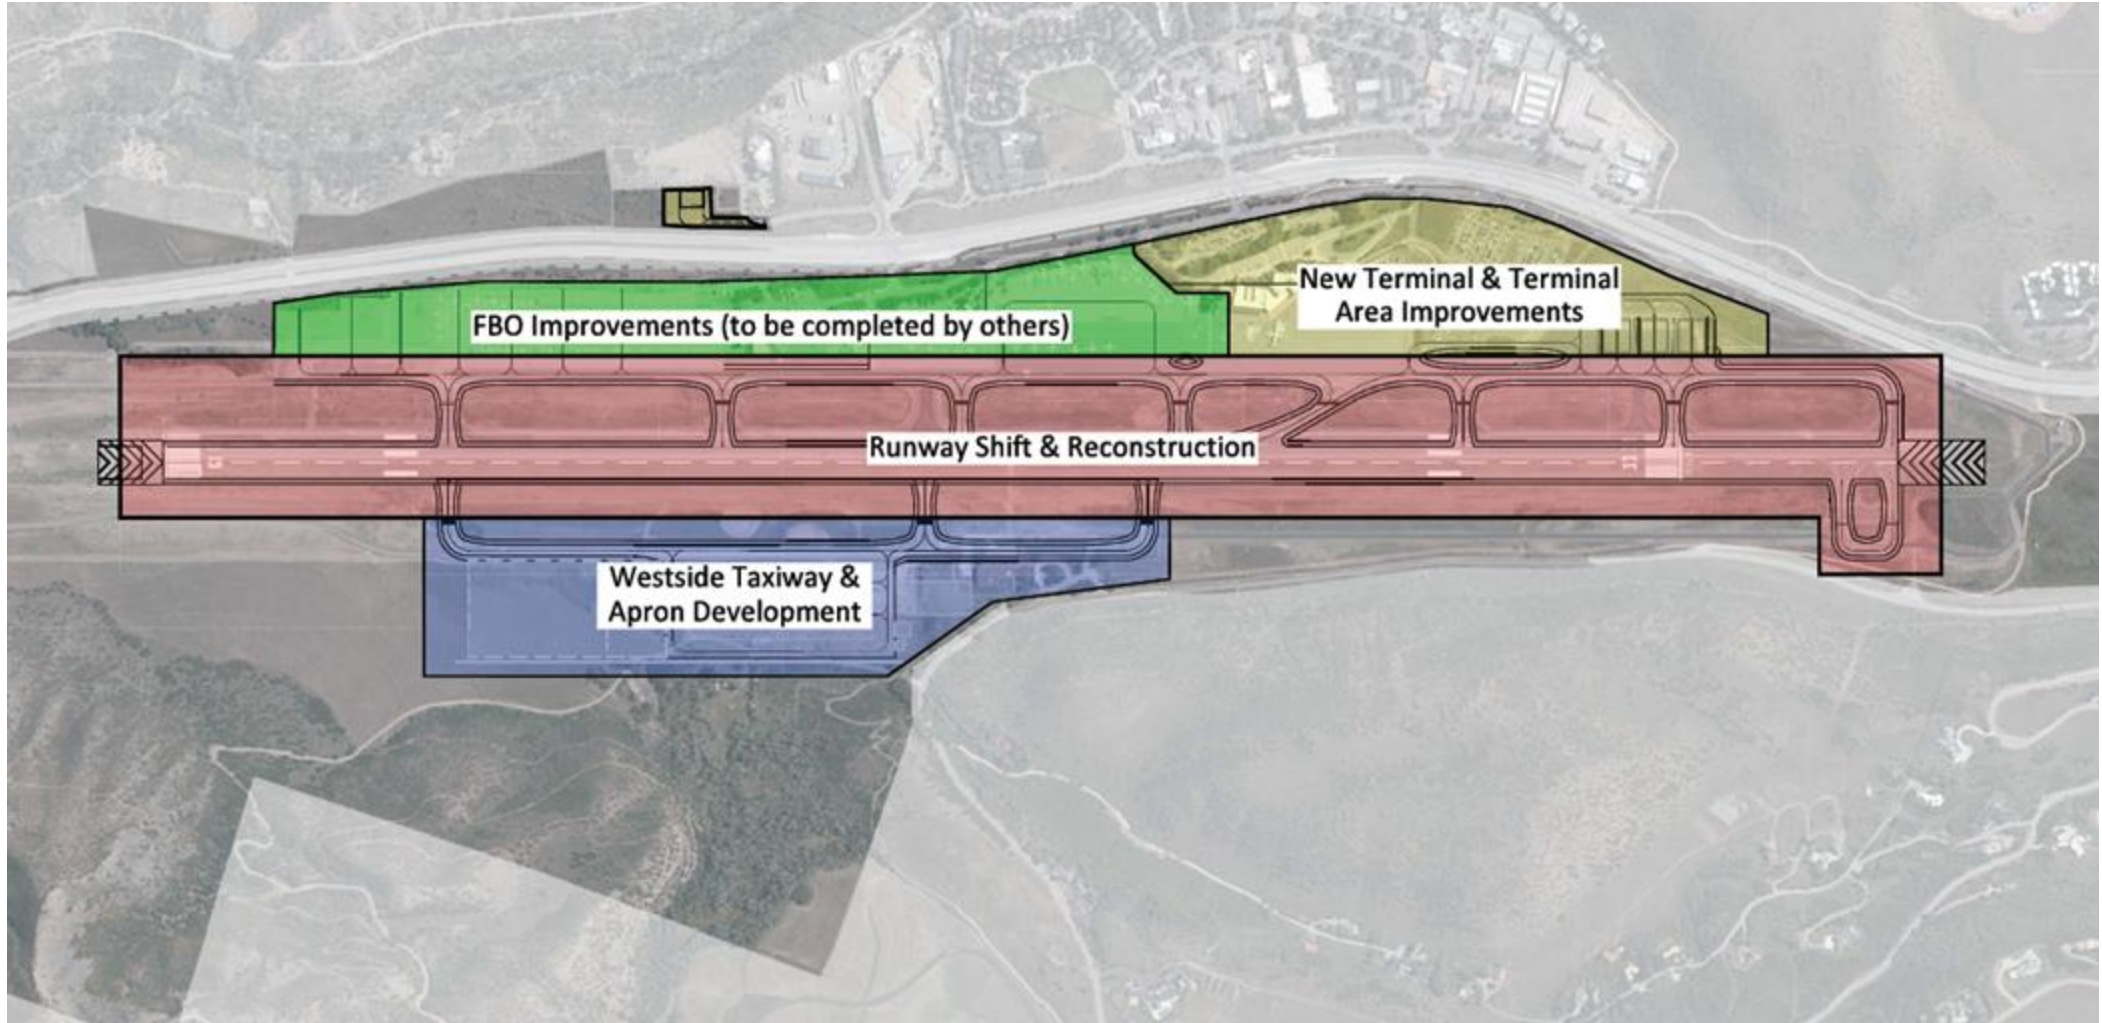 New Terminal & Terminal
Area Improvements
FBO Improvements (to be completed by others)
Runway Shift & Reconstruction
Westside Taxiway &
Apron Development